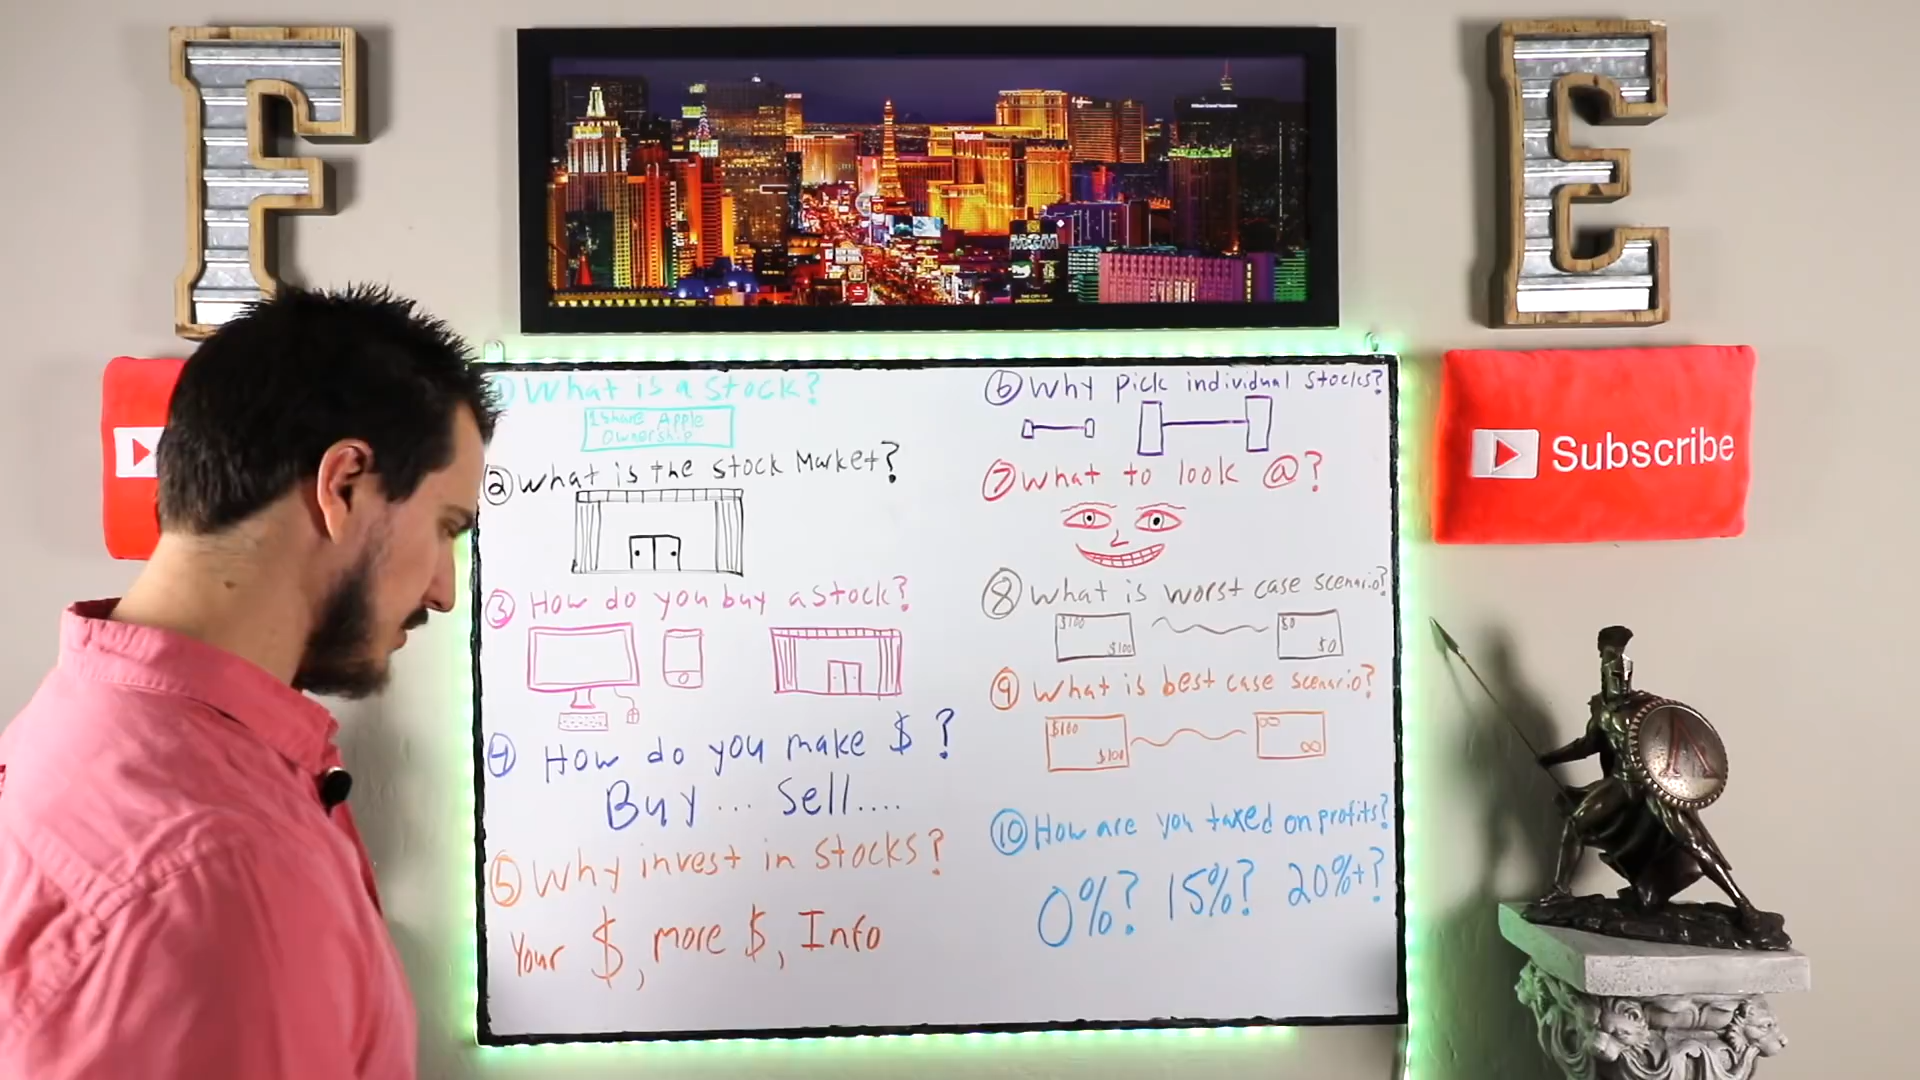 F
E
MGM
Subscribe
1 What is a stock?
1 Share Apple
Ownership
2 What is the stock Market?
3 How do you buy a stock?
4 How do you make $ ?
Buy... Sell....
5 Why invest in stocks?
Your $, more $, Info
6 Why pick individual stocks?
7 What to look @ ?
8 What is worst case scenario?
$100
$100
$0
$0
9 What is best case scenario?
$100
$100
∞
∞
10 How are you taxed on profits?
0%? 15%? 20%+?